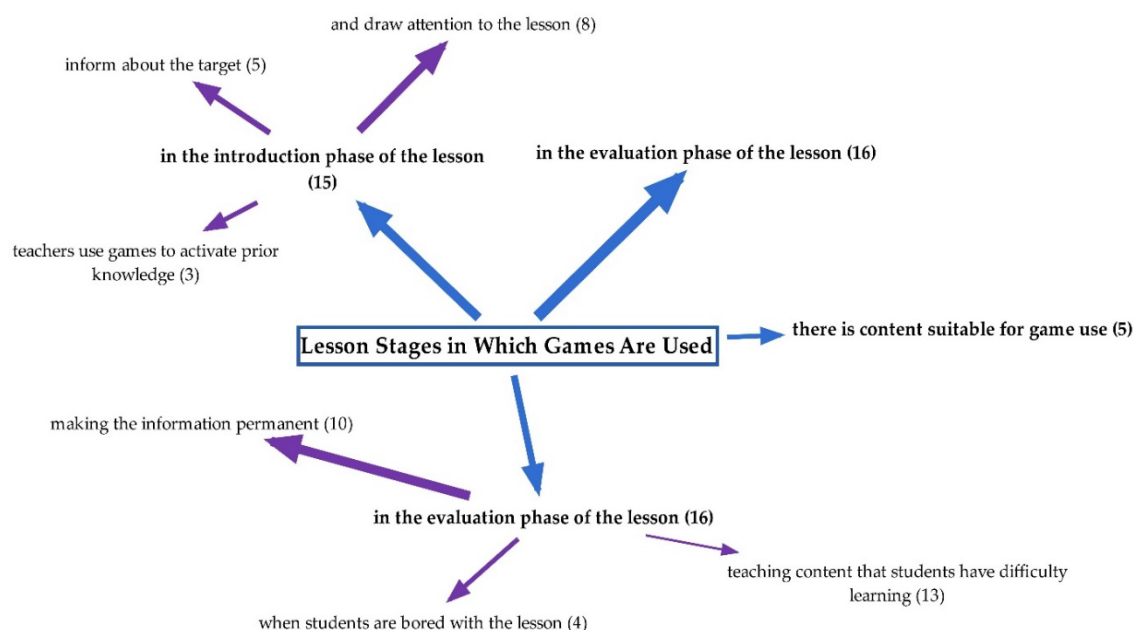 and draw attention to the lesson (8)
inform about the target (5)
in the introduction phase of the lesson
(15)
in the evaluation phase of the lesson (16)
teachers use games to activate prior
knowledge (3)
there is content suitable for game use (5)
Lesson Stages in Which Games Are Used
making the information permanent (10)
in the evaluation phase of the lesson (16)
teaching content that students have difficulty
learning (13)
when students are bored with the lesson (4)